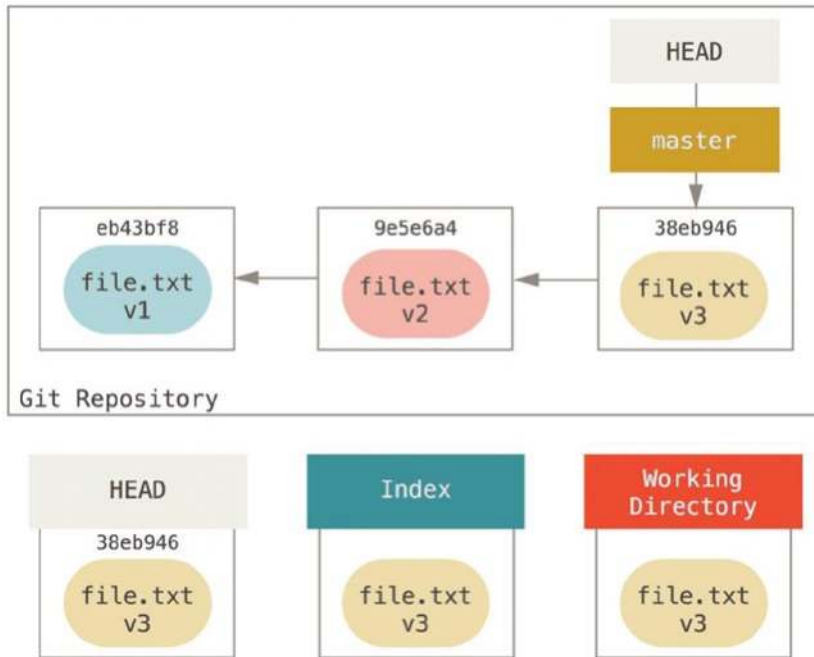 HEAD
master
eb43bf8
9e5e6a4
38eb946
file.txt
v1
file.txt
v2
file.txt
v3
Git Repository
HEAD
Index
Working
Directory
38eb946
file.txt
v3
file.txt
v3
file.txt
v3